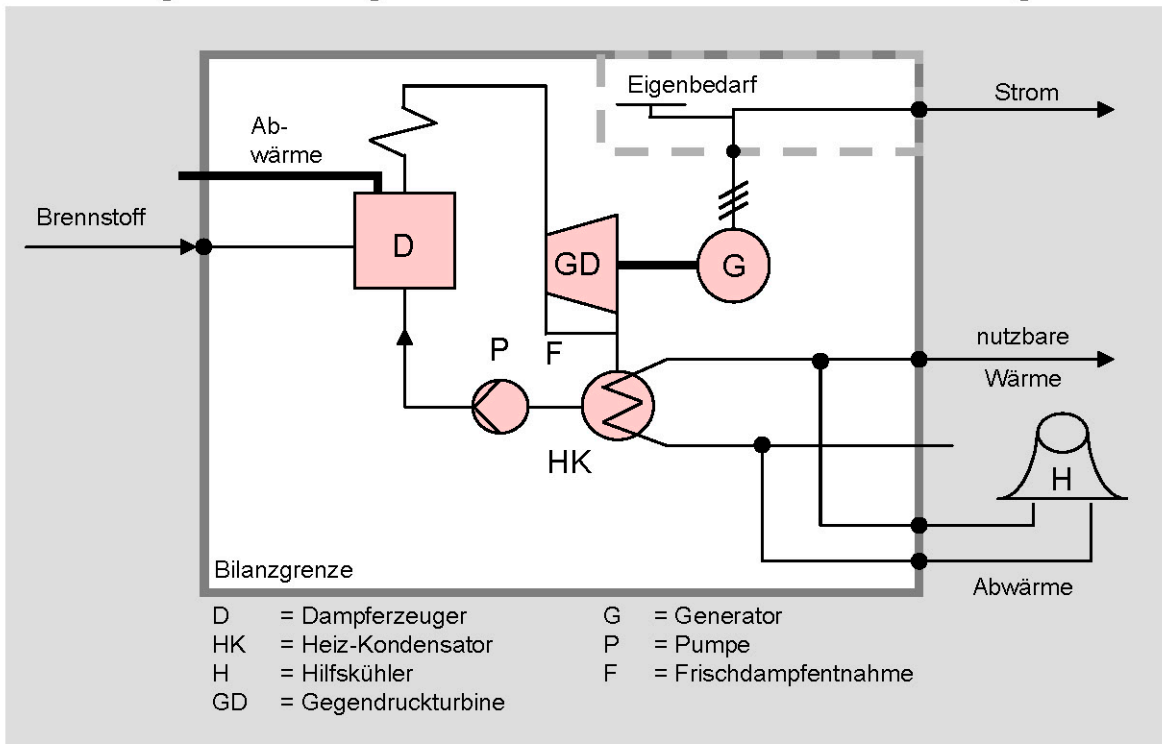 Eigenbedarf
Strom
Ab-
wärme
Brennstoff
D
GD
G
P
F
nutzbare
Wärme
HK
H
Bilanzgrenze
Abwärme
D = Dampferzeuger
HK = Heiz-Kondensator
H = Hilfskühler
GD = Gegendruckturbine
G = Generator
P = Pumpe
F = Frischdampfentnahme